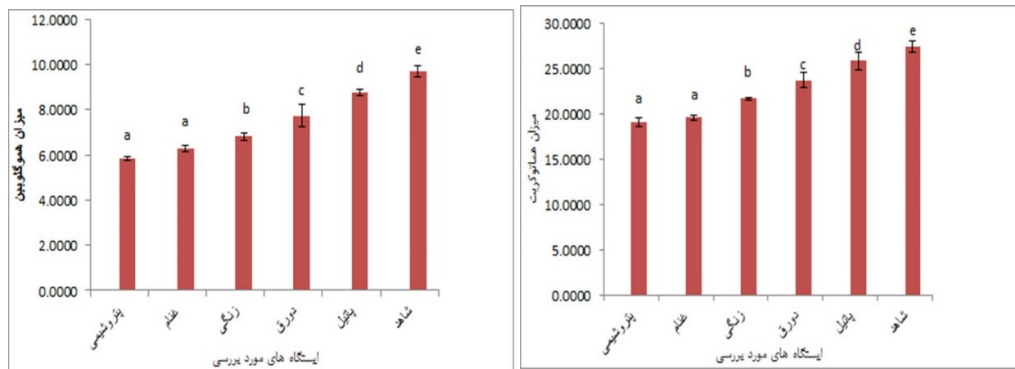 12.0000
10.0000
8.0000
6.0000
4.0000
2.0000
0.0000
میزان هموگلوبین
a
a
b
c
d
e
پتروشیمی
غنام
زنگی
دورق
پاتیل
شاهد
ایستگاه های مورد بررسی
30.0000
25.0000
20.0000
15.0000
10.0000
5.0000
0.0000
میزان هماتوکریت
a
a
b
c
d
e
پتروشیمی
غنام
زنگی
دورق
پاتیل
شاهد
ایستگاه های مورد بررسی